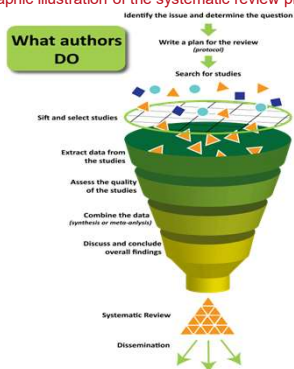 aphic illustration of the systematic review p
Identify the issue and determine the question
What authors
DO
Write a plan for the review
(protocol)
Search for studies
Sift and select studies
Extract data from
the studies
Assess the quality
of the studies
Combine the data
(synthesis or meta-anlysis)
Discuss and conclude
overall findings
Systematic Review
Dissemination